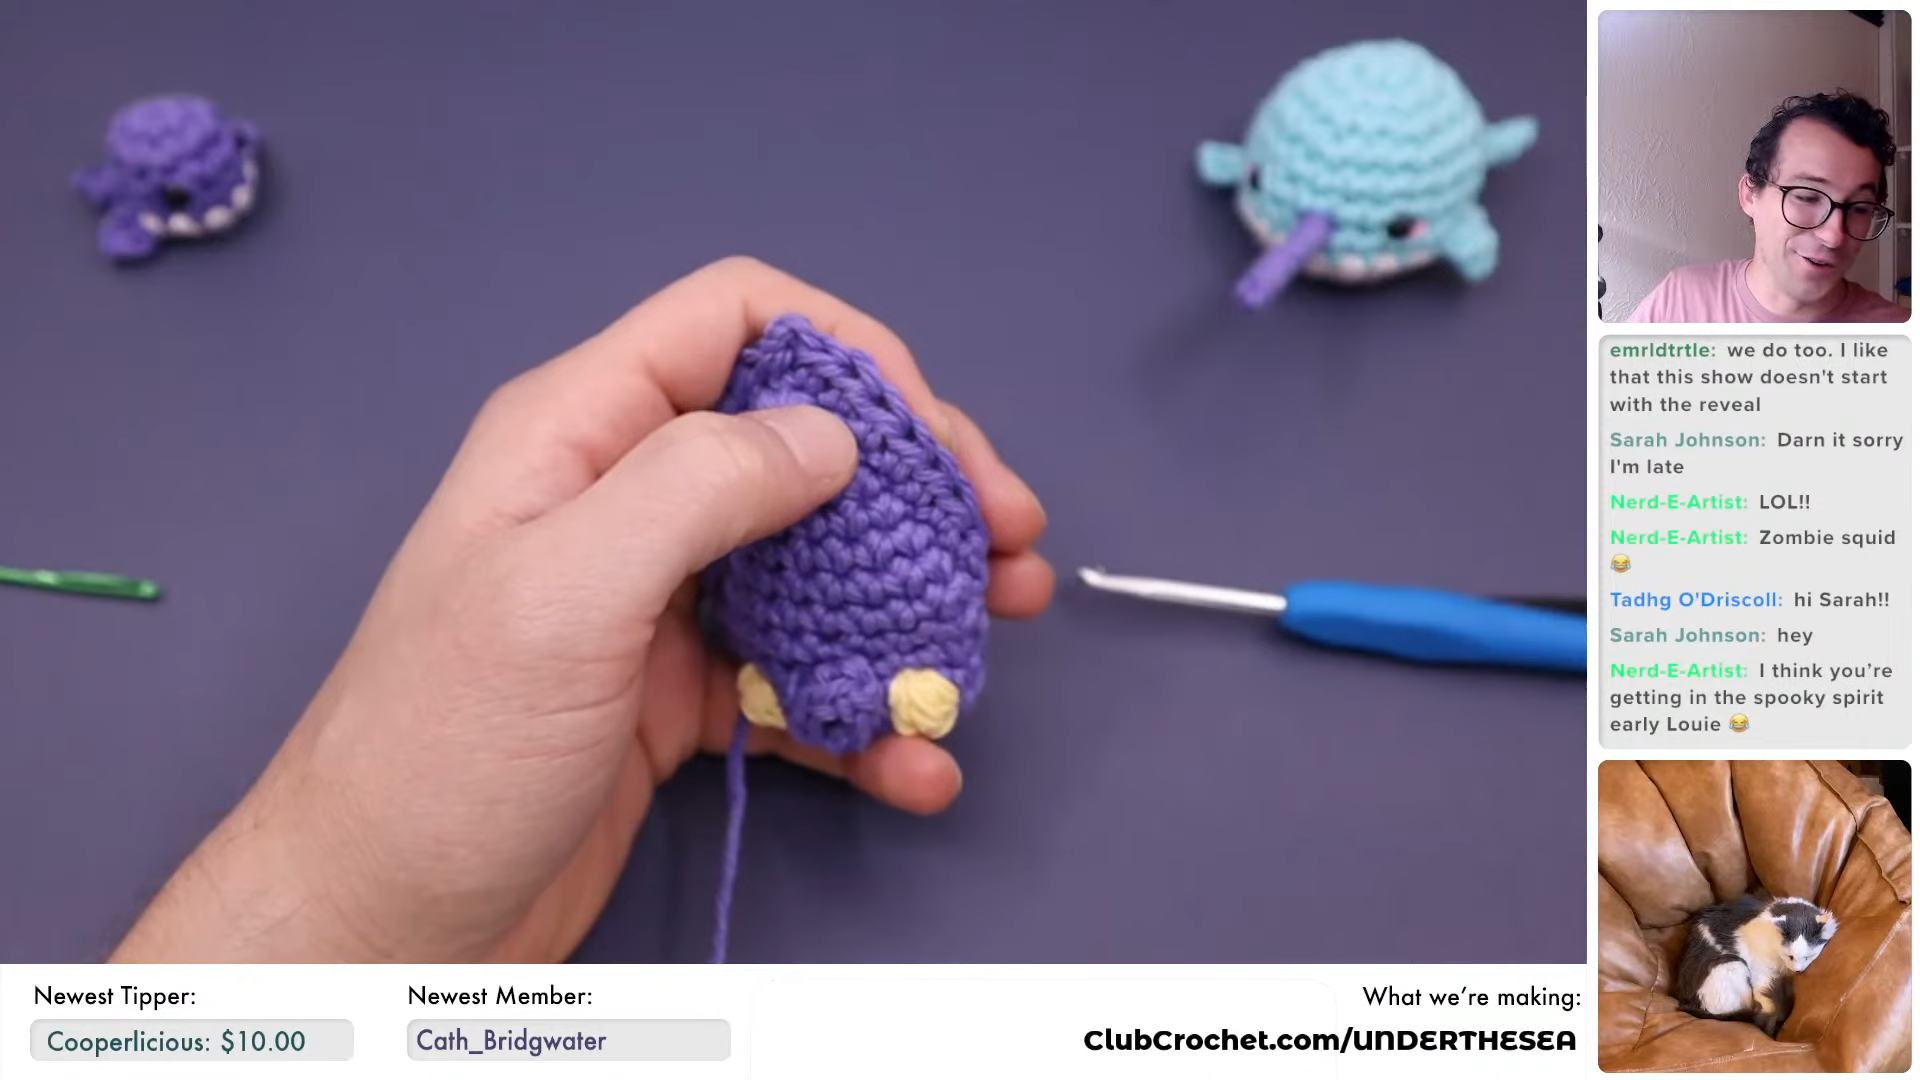 emrldtrtle: we do too. I like
that this show doesn't start
with the reveal
Sarah Johnson: Darn it sorry
I'm late
Nerd-E-Artist: LOL!!
Nerd-E-Artist: Zombie squid
😂
Tadhg O'Driscoll: hi Sarah!!
Sarah Johnson: hey
Nerd-E-Artist: I think you’re
getting in the spooky spirit
early Louie 😂
Newest Tipper:
Cooperlicious: $10.00
Newest Member:
Cath_Bridgwater
What we’re making:
ClubCrochet.com/UNDERTHESEA